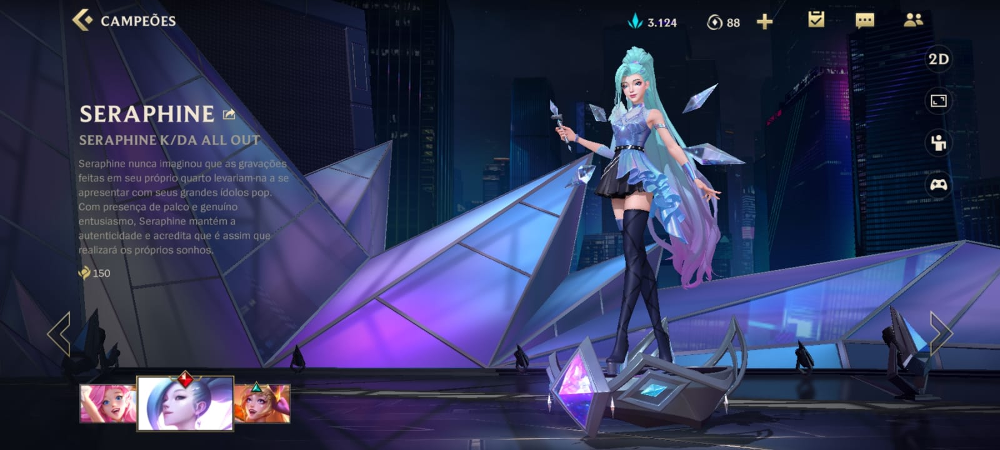 CAMPEÕES
3.124
88
2D
SERAPHINE
SERAPHINE K/DA ALL OUT
Seraphine nunca imaginou que as gravações
feitas em seu próprio quarto levariam-na a se
apresentar com seus grandes ídolos pop.
Com presença de palco e genuíno
entusiasmo, Seraphine mantém a
autenticidade e acredita que é assim que
realizará os próprios sonhos.
150